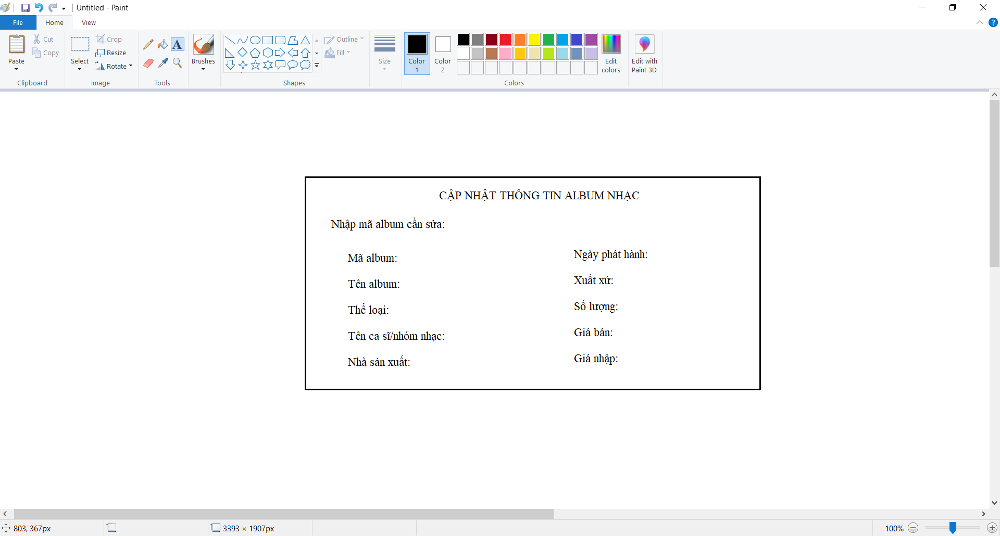 Untitled - Paint
File Home View
Paste
Cut
Copy
Clipboard
Select
Crop
Resize
Rotate
Image
Tools
Brushes
Outline
Fill
Shapes
Size
Color 1
Color 2
Edit colors
Colors
Edit with Paint 3D
CẬP NHẬT THÔNG TIN ALBUM NHẠC
Nhập mã album cần sửa:
Mã album:
Tên album:
Thể loại:
Tên ca sĩ/nhóm nhạc:
Nhà sản xuất:
Ngày phát hành:
Xuất xứ:
Số lượng:
Giá bán:
Giá nhập:
803, 367px
3393 × 1907px
100%